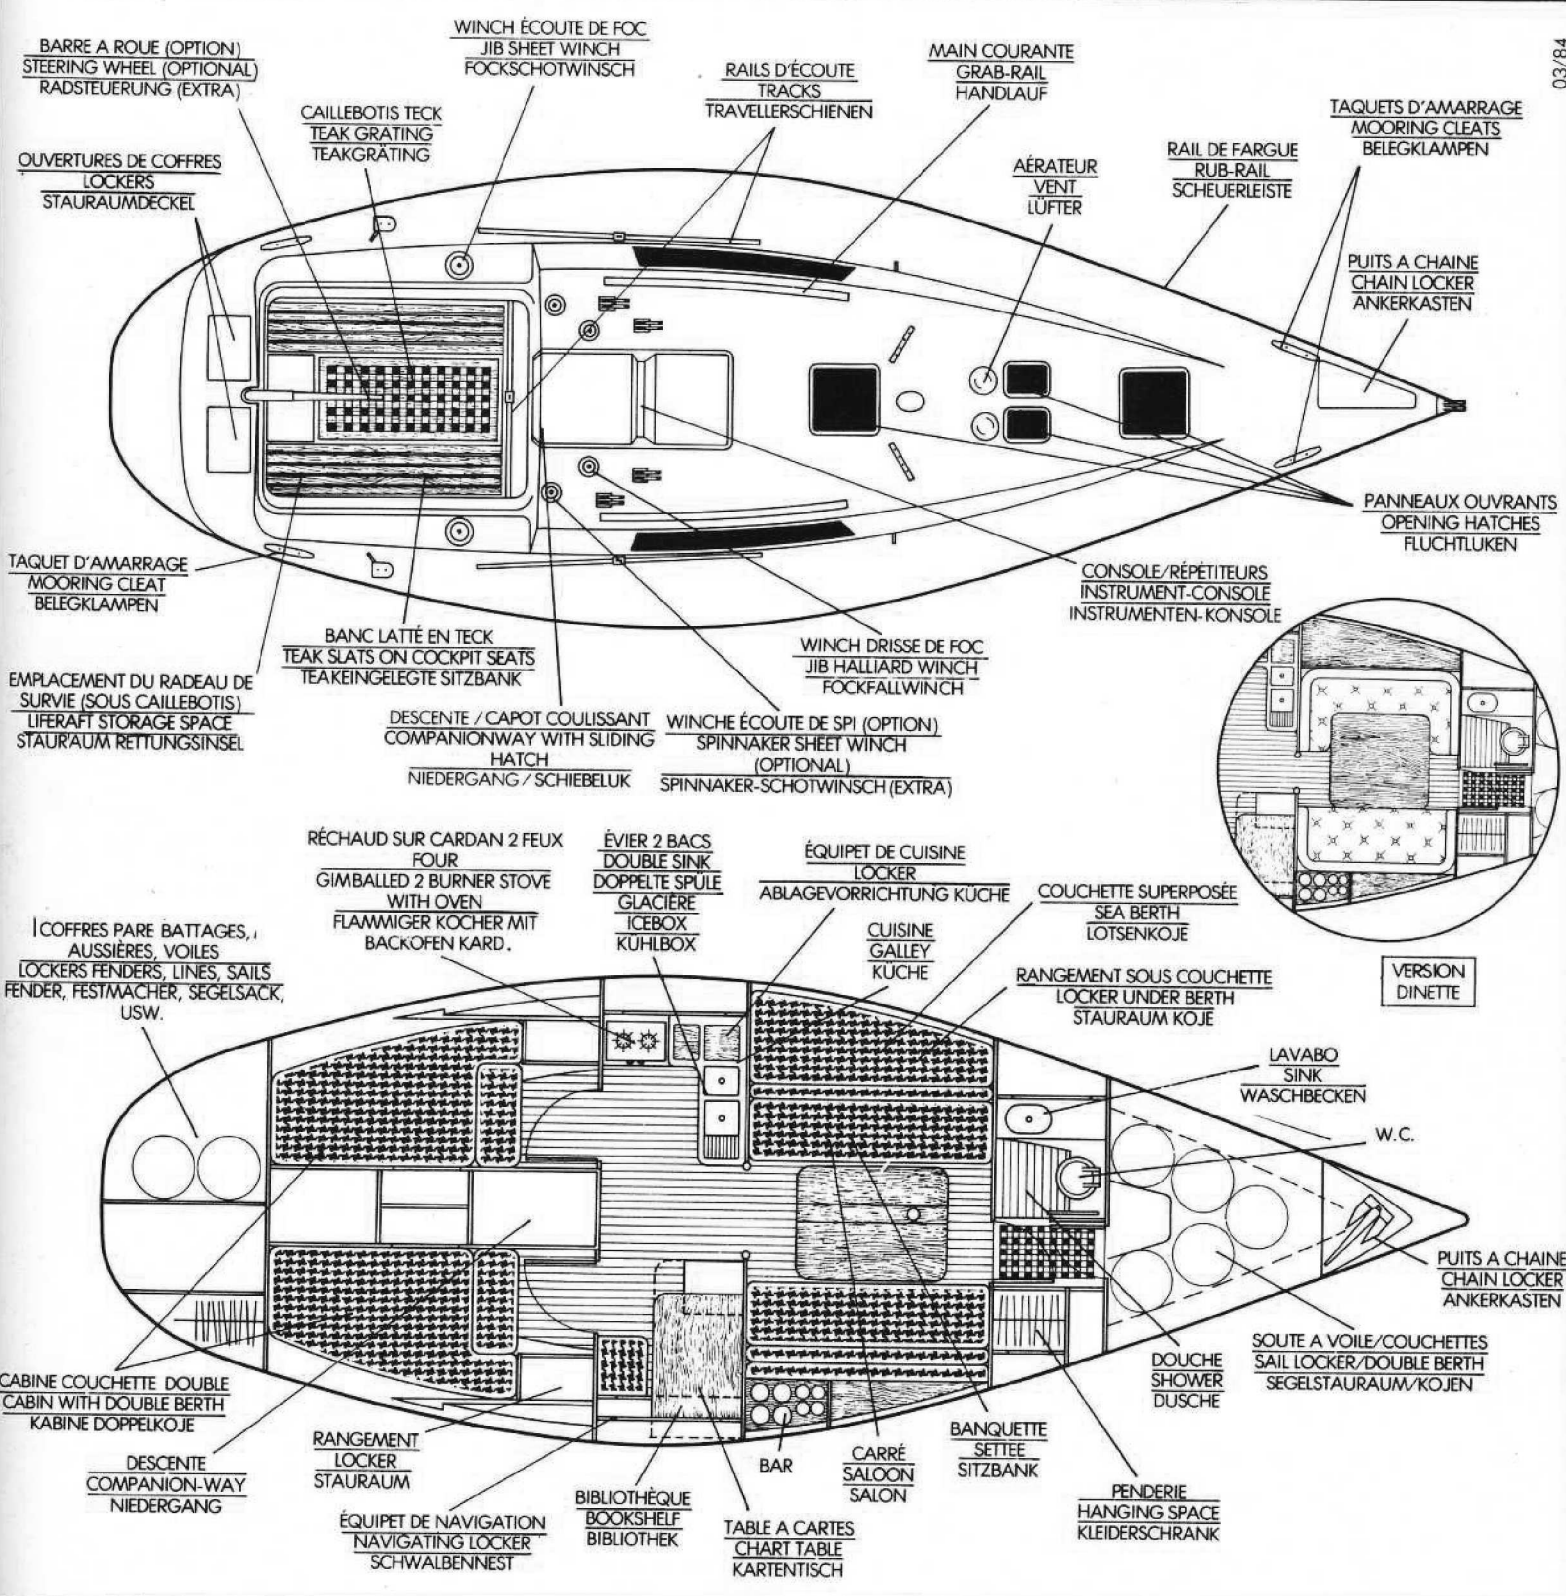 03/84
BARRE A ROUE (OPTION)
STEERING WHEEL (OPTIONAL)
RADSTEUERUNG (EXTRA)
WINCH ÉCOUTE DE FOC
JIB SHEET WINCH
FOCKSCHOTWINSCH
CAILLEBOTIS TECK
TEAK GRATING
TEAKGRÄTING
RAILS D'ÉCOUTE
TRACKS
TRAVELLERSCHIENEN
MAIN COURANTE
GRAB-RAIL
HANDLAUF
TAQUETS D'AMARRAGE
MOORING CLEATS
BELEGKLAMPEN
OUVERTURES DE COFFRES
LOCKERS
STAURAUMDECKEL
AÉRATEUR
VENT
LÜFTER
RAIL DE FARGUE
RUB-RAIL
SCHEUERLEISTE
PUITS A CHAINE
CHAIN LOCKER
ANKERKASTEN
PANNEAUX OUVRANTS
OPENING HATCHES
FLUCHTLUKEN
TAQUET D'AMARRAGE
MOORING CLEAT
BELEGKLAMPEN
CONSOLE/RÉPÉTITEURS
INSTRUMENT-CONSOLE
INSTRUMENTEN-KONSOLE
BANC LATTÉ EN TECK
TEAK SLATS ON COCKPIT SEATS
TEAKEINGELEGTE SITZBANK
WINCH DRISSE DE FOC
JIB HALLIARD WINCH
FOCKFALLWINCH
EMPLACEMENT DU RADEAU DE
SURVIE (SOUS CAILLEBOTIS)
LIFERAFT STORAGE SPACE
STAURAUM RETTUNGSINSEL
DESCENTE / CAPOT COULISSANT
COMPANIONWAY WITH SLIDING
HATCH
NIEDERGANG / SCHIEBELUK
WINCHE ÉCOUTE DE SPI (OPTION)
SPINNAKER SHEET WINCH
(OPTIONAL)
SPINNAKER-SCHOTWINSCH (EXTRA)
RÉCHAUD SUR CARDAN 2 FEUX
FOUR
GIMBALLED 2 BURNER STOVE
WITH OVEN
FLAMMIGER KOCHER MIT
BACKOFEN KARD.
ÉVIER 2 BACS
DOUBLE SINK
DOPPELTE SPÜLE
GLACIÈRE
ICEBOX
KÜHLBOX
ÉQUIPET DE CUISINE
LOCKER
ABLAGEVORRICHTUNG KÜCHE
CUISINE
GALLEY
KÜCHE
COUCHETTE SUPERPOSÉE
SEA BERTH
LOTSENKOJE
RANGEMENT SOUS COUCHETTE
LOCKER UNDER BERTH
STAURAUM KOJE
VERSION
DINETTE
COFFRES PARE BATTAGES,
AUSSIÈRES, VOILES
LOCKERS FENDERS, LINES, SAILS
FENDER, FESTMACHER, SEGELSACK,
USW.
LAVABO
SINK
WASCHBECKEN
W.C.
PUITS A CHAINE
CHAIN LOCKER
ANKERKASTEN
SOUTE A VOILE/COUCHETTES
SAIL LOCKER/DOUBLE BERTH
SEGELSTAURAUM/KOJEN
DOUCHE
SHOWER
DUSCHE
CABINE COUCHETTE DOUBLE
CABIN WITH DOUBLE BERTH
KABINE DOPPELKOJE
DESCENTE
COMPANION-WAY
NIEDERGANG
RANGEMENT
LOCKER
STAURAUM
BAR
CARRÉ
SALOON
SALON
BANQUETTE
SETTEE
SITZBANK
PENDERIE
HANGING SPACE
KLEIDERSCHRANK
ÉQUIPET DE NAVIGATION
NAVIGATING LOCKER
SCHWALBENNEST
BIBLIOTHÈQUE
BOOKSHELF
BIBLIOTHEK
TABLE A CARTES
CHART TABLE
KARTENTISCH